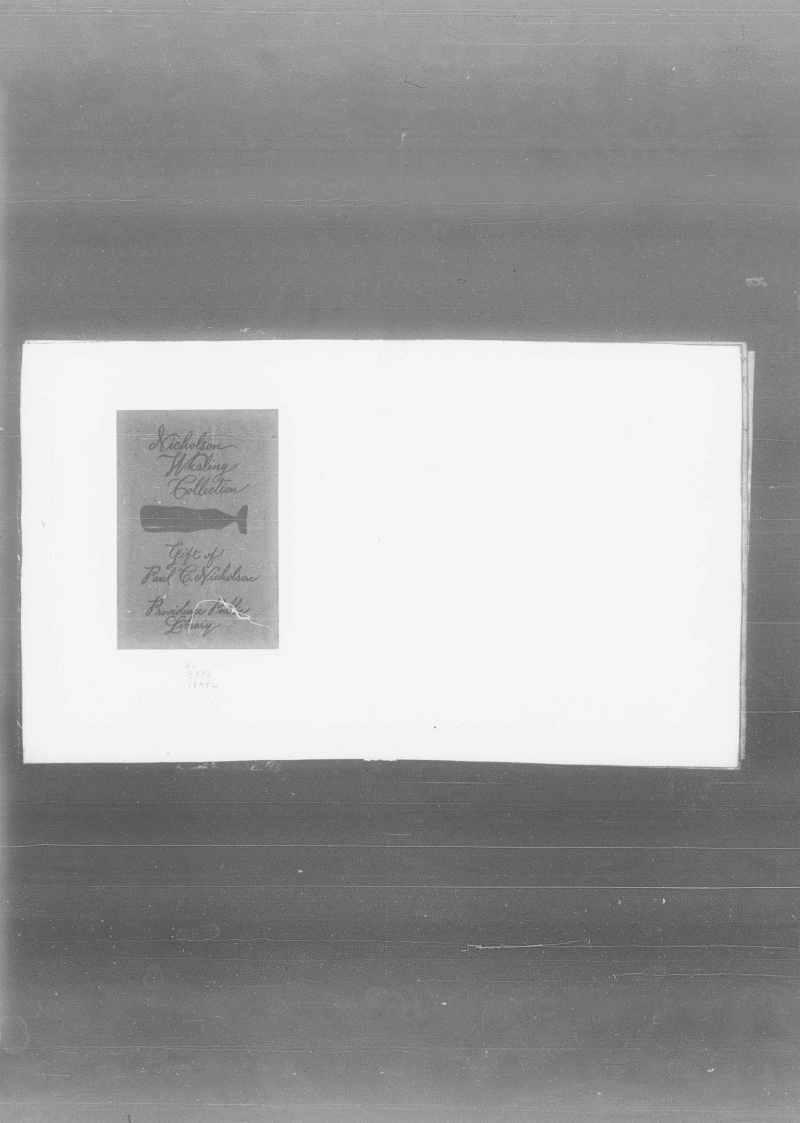 Nicholson
Whaling
Collection
Gift of
Paul C. Nicholson
Providence Public
Library